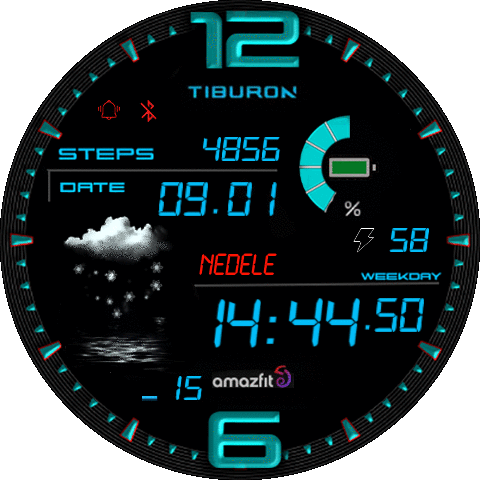 12
TIBURON
STEPS 4856
DATE 09.01
%
58
NEDELE
WEEKDAY
14:44.50
-15 amazfit
6